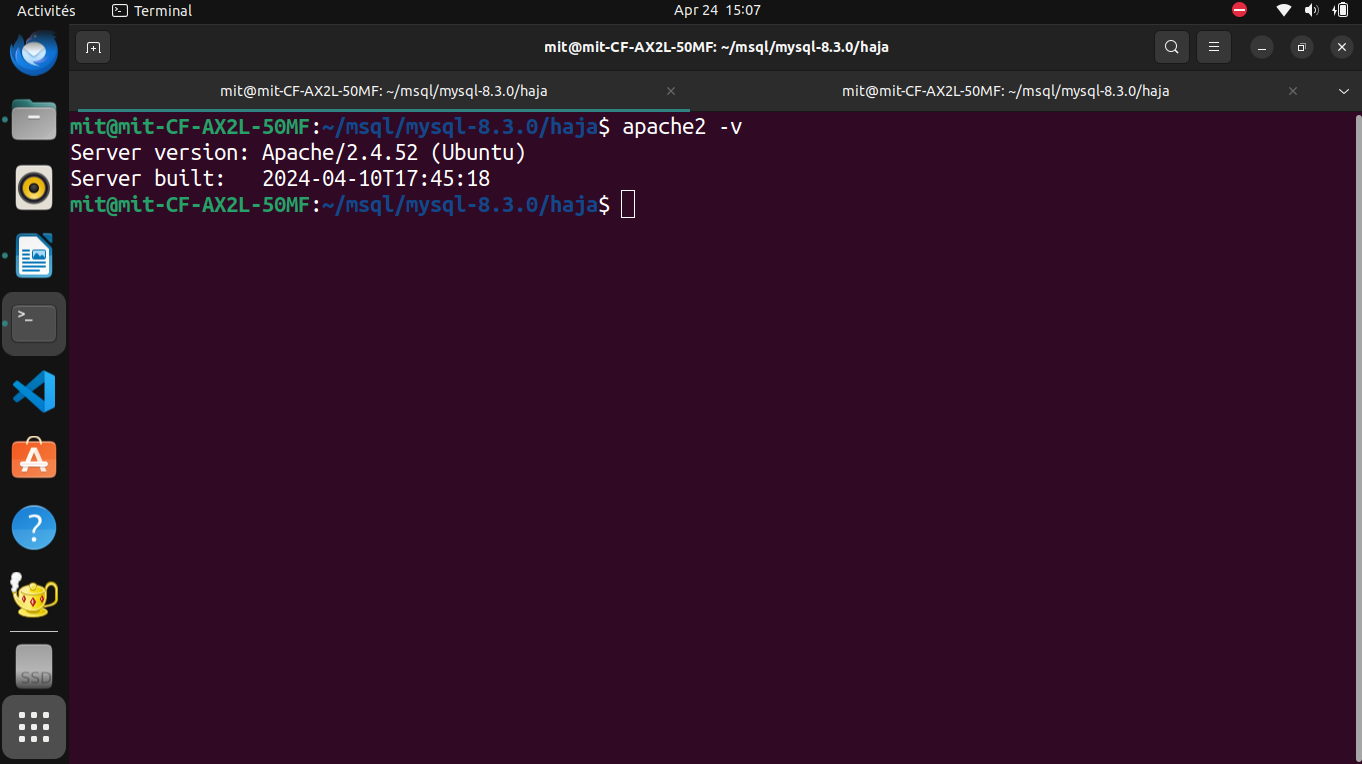 Activités Terminal Apr 24 15:07
mit@mit-CF-AX2L-50MF: ~/msql/mysql-8.3.0/haja
mit@mit-CF-AX2L-50MF: ~/msql/mysql-8.3.0/haja mit@mit-CF-AX2L-50MF: ~/msql/mysql-8.3.0/haja
mit@mit-CF-AX2L-50MF:~/msql/mysql-8.3.0/haja$ apache2 -v
Server version: Apache/2.4.52 (Ubuntu)
Server built:   2024-04-10T17:45:18
mit@mit-CF-AX2L-50MF:~/msql/mysql-8.3.0/haja$
SSD